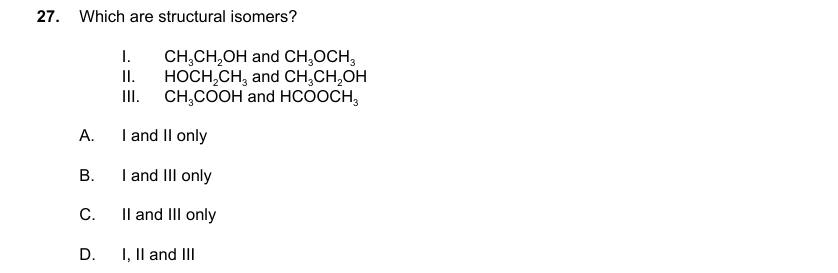 27. Which are structural isomers?
I. CH₃CH₂OH and CH₃OCH₃
II. HOCH₂CH₃ and CH₃CH₂OH
III. CH₃COOH and HCOOCH₃
A. I and II only
B. I and III only
C. II and III only
D. I, II and III